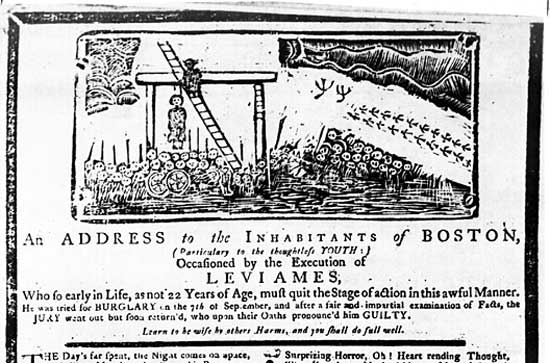 An ADDRESS to the INHABITANTS of BOSTON,
(Particulary to the thoughtless YOUTH:)
Occasioned by the Execution of
LEVI AMES,
Who so early in Life, as not 22 Years of Age, must quit the Stage of action in this awful Manner.
He was tried for BURGLARY on the 7th of September, and after a fair and impartial examination of Facts, the
JURY went out but soon return'd, who upon their Oaths pronounc'd him GUILTY.
Learn to be wise by others Harms, and you shall do full well.
THE Day's far spent, the Night comes on apace,
Surprizing Horror, Oh! Heart rending Thought,